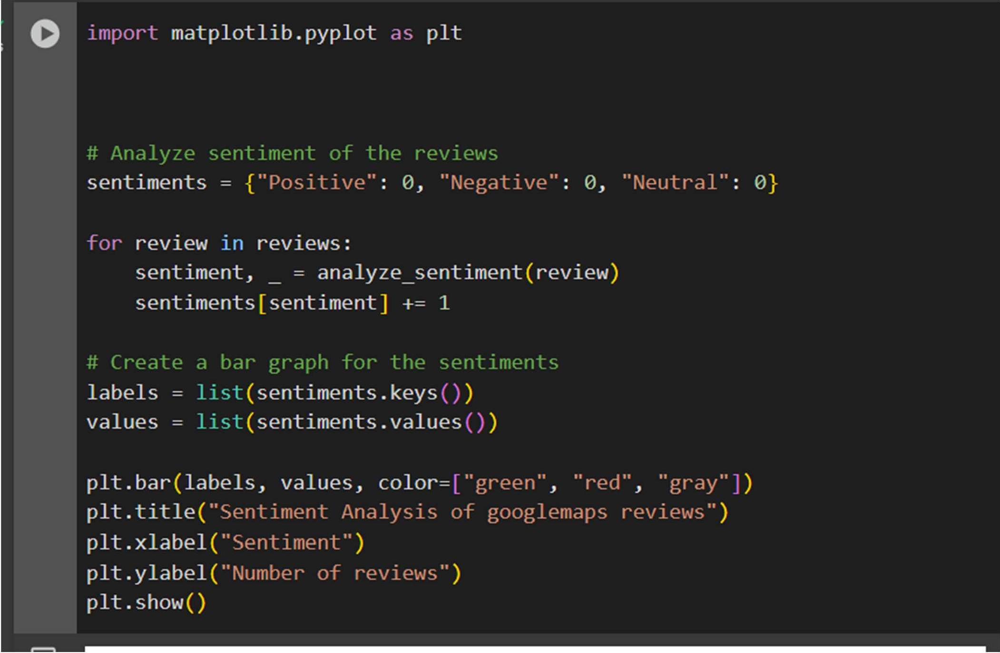 import matplotlib.pyplot as plt
# Analyze sentiment of the reviews
sentiments = {"Positive": 0, "Negative": 0, "Neutral": 0}
for review in reviews:
    sentiment, _ = analyze_sentiment(review)
    sentiments[sentiment] += 1
# Create a bar graph for the sentiments
labels = list(sentiments.keys())
values = list(sentiments.values())
plt.bar(labels, values, color=["green", "red", "gray"])
plt.title("Sentiment Analysis of googlemaps reviews")
plt.xlabel("Sentiment")
plt.ylabel("Number of reviews")
plt.show()